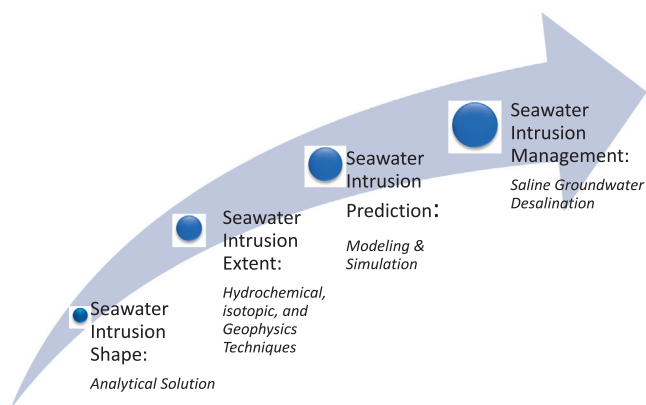 Seawater
Intrusion
Shape:
Analytical Solution
Seawater
Intrusion
Extent:
Hydrochemical,
isotopic, and
Geophysics
Techniques
Seawater
Intrusion
Prediction:
Modeling &
Simulation
Seawater
Intrusion
Management:
Saline Groundwater
Desalination